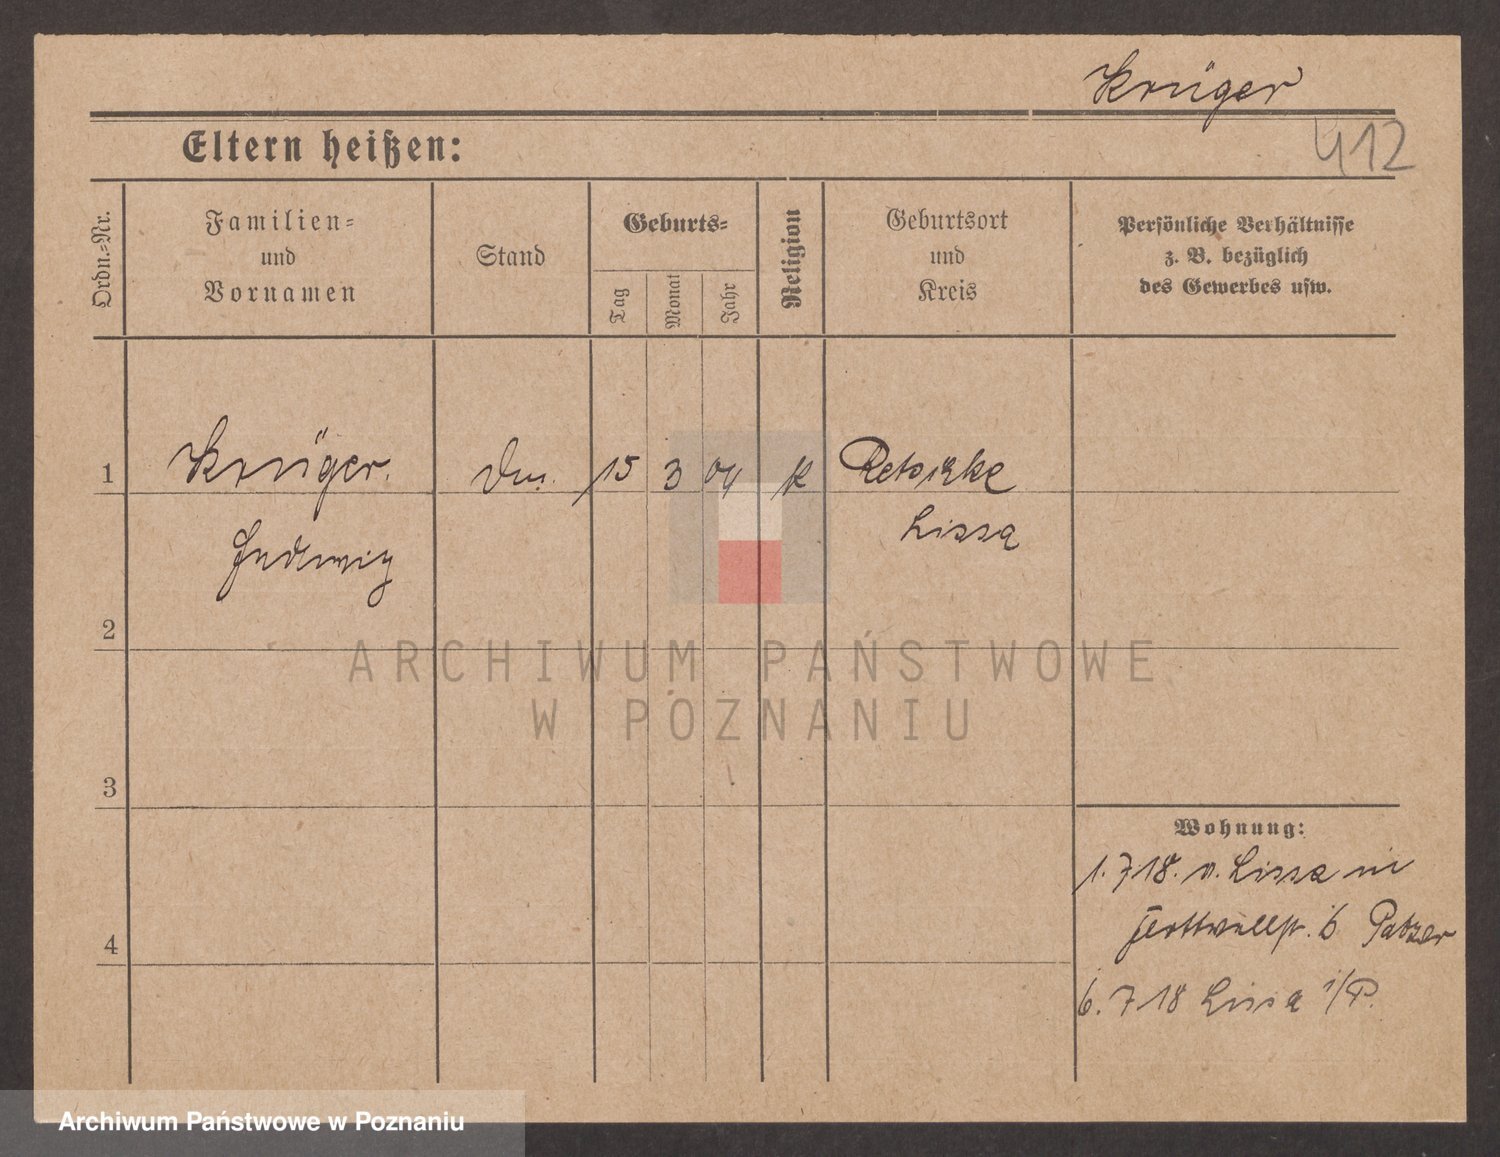 Krüger
412
Eltern heißen:
Ordn.-Nr.
Familien-
und
Vornamen
Stand
Geburts-
Tag
Monat
Jahr
Religion
Geburtsort
und
Kreis
Persönliche Verhältnisse
z. B. bezüglich
des Gewerbes usw.
1 Krüger. 15 3 04 K
Lissa
Hedwig
2
ARCHIWUM PAŃSTWOWE
W POZNANIU
3
Wohnung:
1.7.18. v. Lissa in
6 Patzer
4
6.7.18 Lissa i/P.
Archiwum Państwowe w Poznaniu